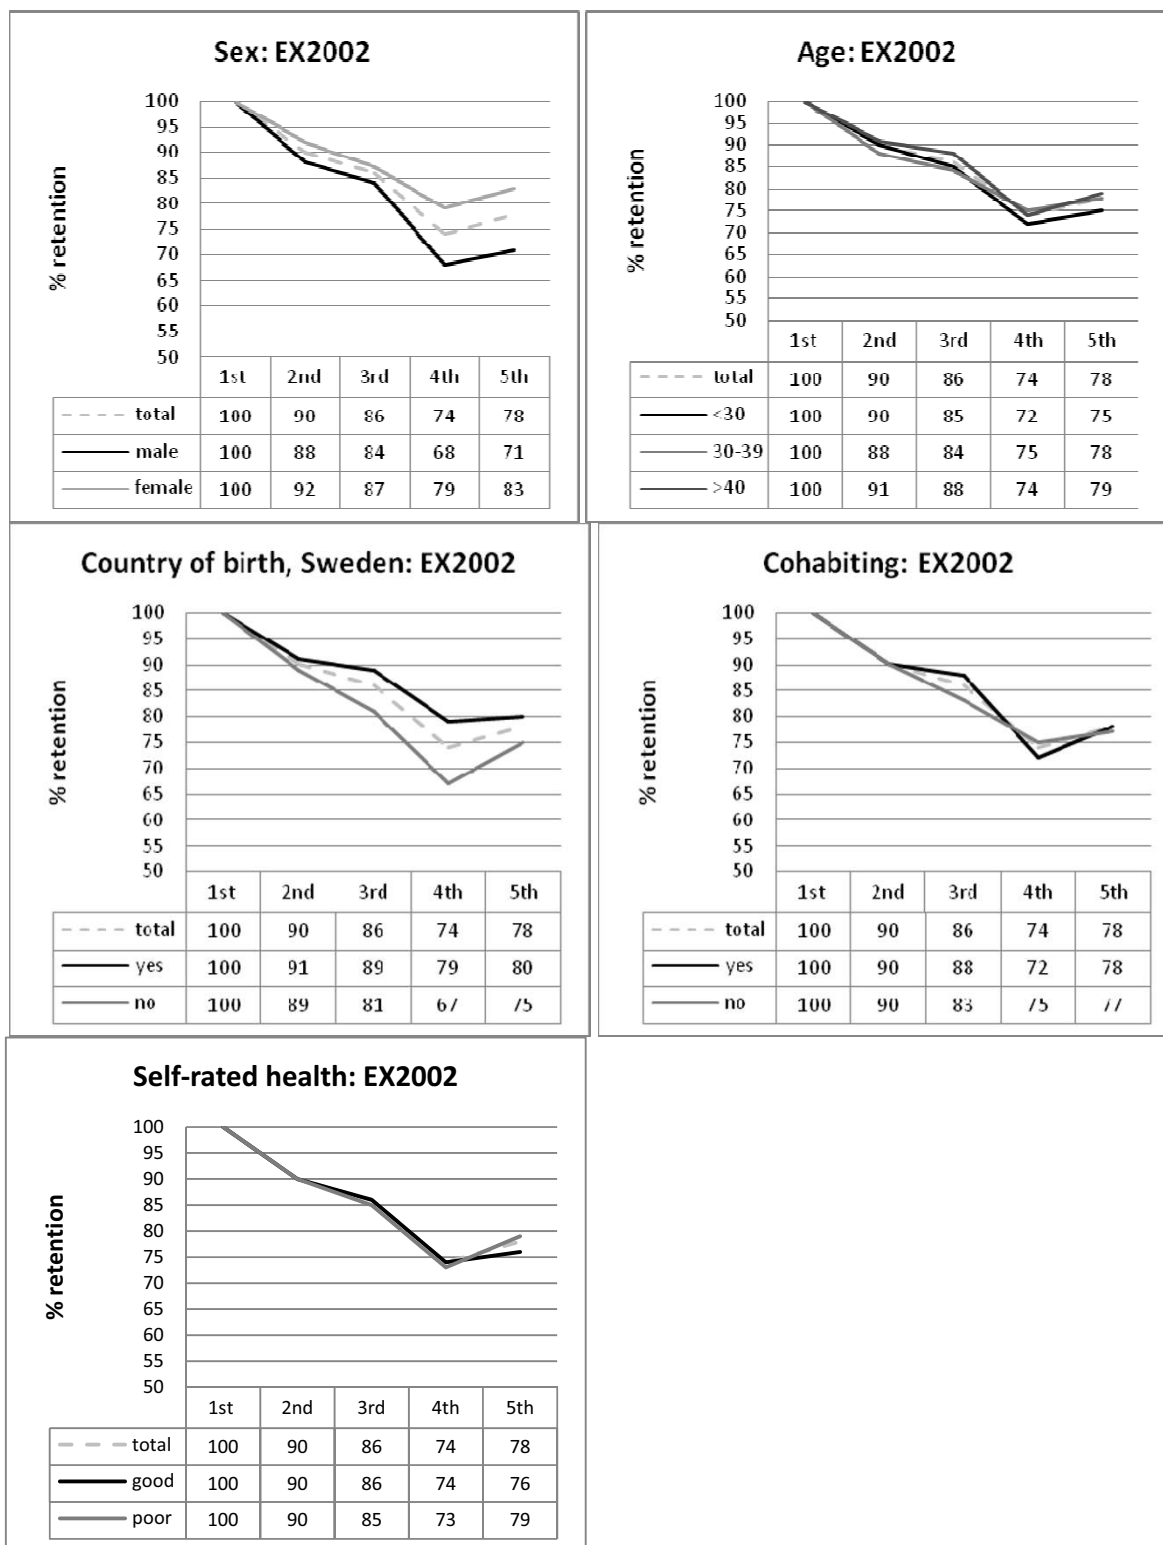 Sex: EX2002
% retention
100
95
90
85
80
75
70
65
60
55
50
1st 2nd 3rd 4th 5th
total 100 90 86 74 78
male 100 88 84 68 71
female 100 92 87 79 83
Age: EX2002
% retention
100
95
90
85
80
75
70
65
60
55
50
1st 2nd 3rd 4th 5th
total 100 90 86 74 78
<30 100 90 85 72 75
30-39 100 88 84 75 78
>40 100 91 88 74 79
Country of birth, Sweden: EX2002
% retention
100
95
90
85
80
75
70
65
60
55
50
1st 2nd 3rd 4th 5th
total 100 90 86 74 78
yes 100 91 89 79 80
no 100 89 81 67 75
Cohabiting: EX2002
% retention
100
95
90
85
80
75
70
65
60
55
50
1st 2nd 3rd 4th 5th
total 100 90 86 74 78
yes 100 90 88 72 78
no 100 90 83 75 77
Self-rated health: EX2002
% retention
100
95
90
85
80
75
70
65
60
55
50
1st 2nd 3rd 4th 5th
total 100 90 86 74 78
good 100 90 86 74 76
poor 100 90 85 73 79